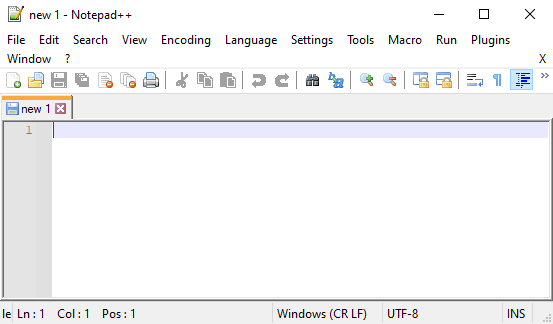 new 1 - Notepad++
File Edit Search View Encoding Language Settings Tools Macro Run Plugins
Window ? X
new 1
1
le Ln : 1 Col : 1 Pos : 1 Windows (CR LF) UTF-8 INS